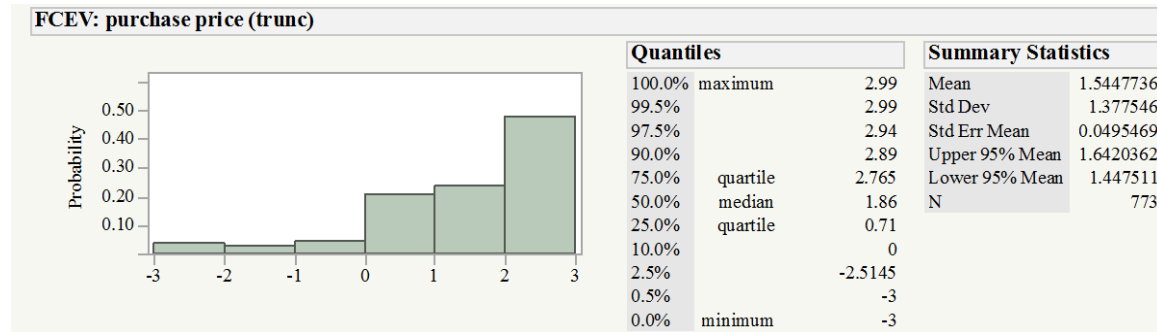 FCEV: purchase price (trunc)
Probability
0.50
0.40
0.30
0.20
0.10
-3 -2 -1 0 1 2 3
Quantiles
100.0% maximum 2.99
99.5% 2.99
97.5% 2.94
90.0% 2.89
75.0% quartile 2.765
50.0% median 1.86
25.0% quartile 0.71
10.0% 0
2.5% -2.5145
0.5% -3
0.0% minimum -3
Summary Statistics
Mean 1.5447736
Std Dev 1.377546
Std Err Mean 0.0495469
Upper 95% Mean 1.6420362
Lower 95% Mean 1.447511
N 773